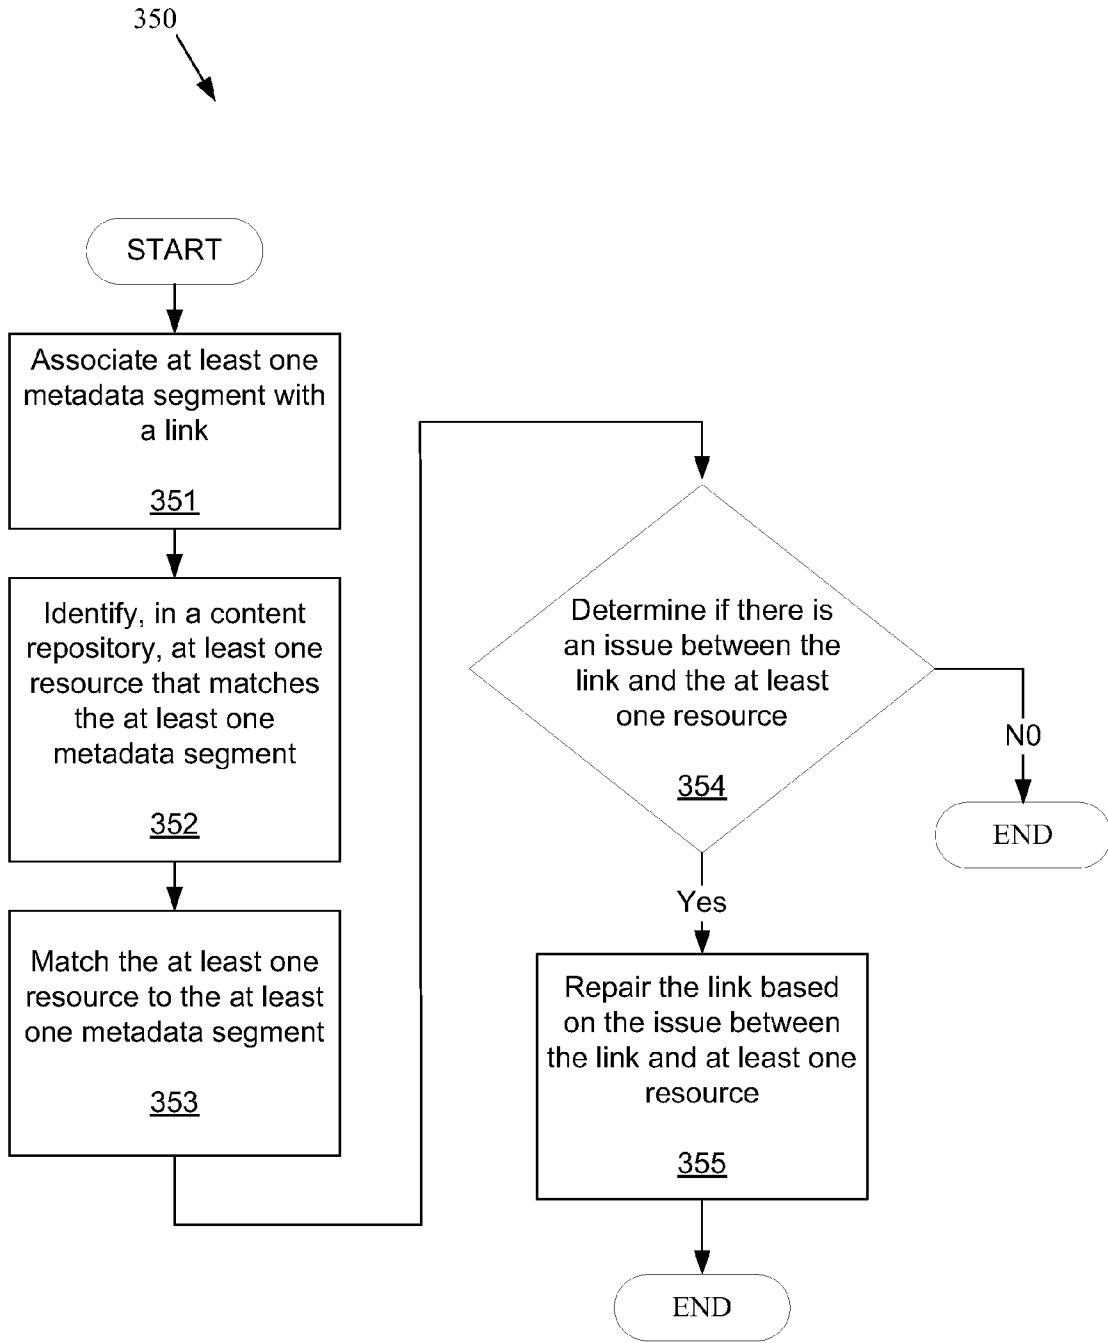 350
START
Associate at least one
metadata segment with
a link
351
Identify, in a content
repository, at least one
resource that matches
the at least one
metadata segment
352
Match the at least one
resource to the at least
one metadata segment
353
Determine if there is
an issue between the
link and the at least
one resource
354
N0
END
Yes
Repair the link based
on the issue between
the link and at least one
resource
355
END